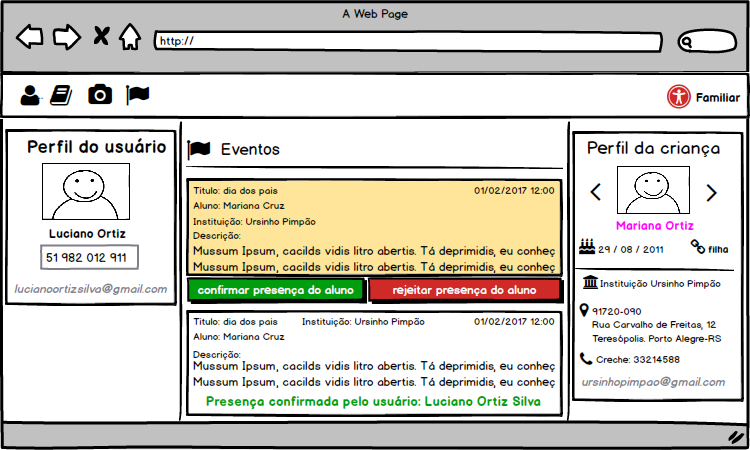 A Web Page
http://
Familiar
Perfil do usuário
Luciano Ortiz
51 982 012 911
lucianoortizsilva@gmail.com
Eventos
Titulo: dia dos pais 01/02/2017 12:00
Aluno: Mariana Cruz
Instituição: Ursinho Pimpão
Descrição:
Mussum Ipsum, cacilds vidis litro abertis. Tá deprimidis, eu conheç
Mussum Ipsum, cacilds vidis litro abertis. Tá deprimidis, eu conheç
confirmar presença do aluno rejeitar presença do aluno
Titulo: dia dos pais Instituição: Ursinho Pimpão 01/02/2017 12:00
Aluno: Mariana Cruz
Descrição:
Mussum Ipsum, cacilds vidis litro abertis. Tá deprimidis, eu conheç
Mussum Ipsum, cacilds vidis litro abertis. Tá deprimidis, eu conheç
Presença confirmada pelo usuário: Luciano Ortiz Silva
Perfil da criança
Mariana Ortiz
29 / 08 / 2011 filha
Instituição Ursinho Pimpão
91720-090
Rua Carvalho de Freitas, 12
Teresópolis. Porto Alegre-RS
Creche: 33214588
ursinhopimpao@gmail.com